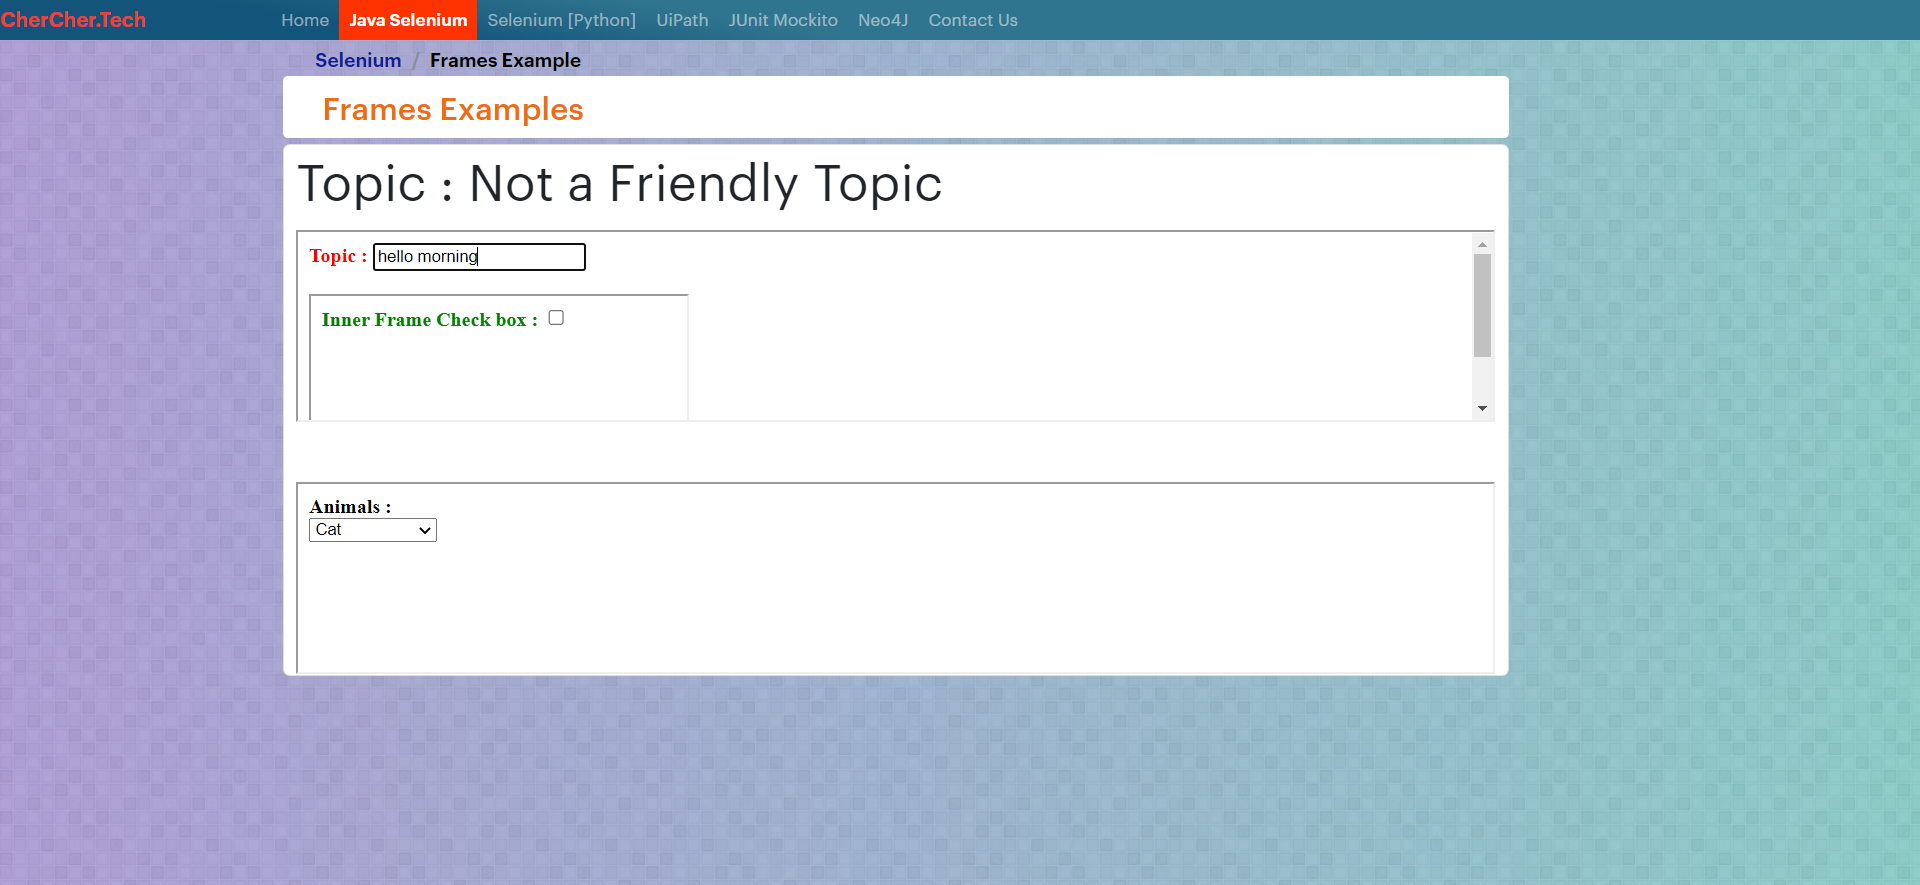 CherCher.Tech Home Java Selenium Selenium [Python] UiPath JUnit Mockito Neo4J Contact Us
Selenium / Frames Example
Frames Examples
Topic : Not a Friendly Topic
Topic : hello morning
Inner Frame Check box :
Animals :
Cat